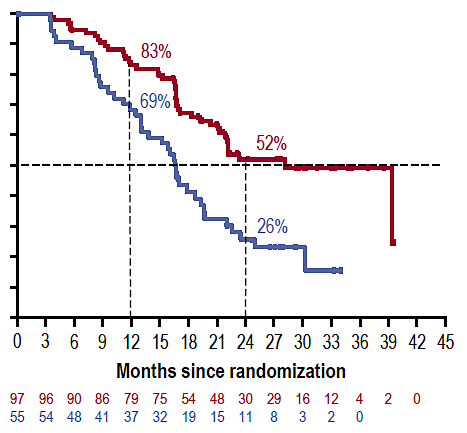 83%
69%
52%
26%
0 3 6 9 12 15 18 21 24 27 30 33 36 39 42 45
Months since randomization
97 96 90 86 79 75 54 48 30 29 16 12 4 2 0
55 54 48 41 37 32 19 15 11 8 3 2 0